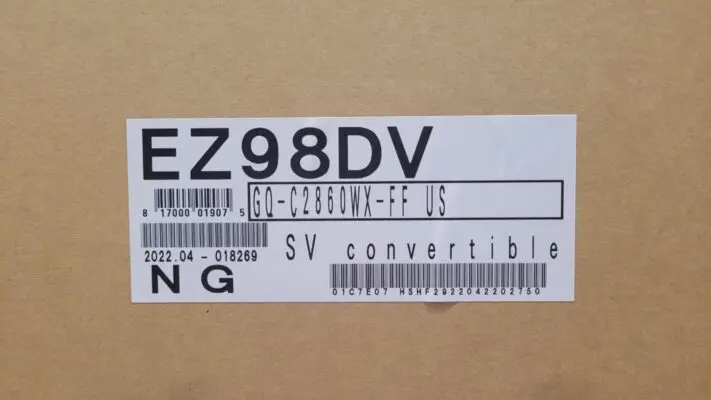 EZ98DV
8 17000 01907 5
GQ-C2860WX-FF US
2022.04 - 018269
SV convertible
NG
01C7E07 HSHF2922042202750